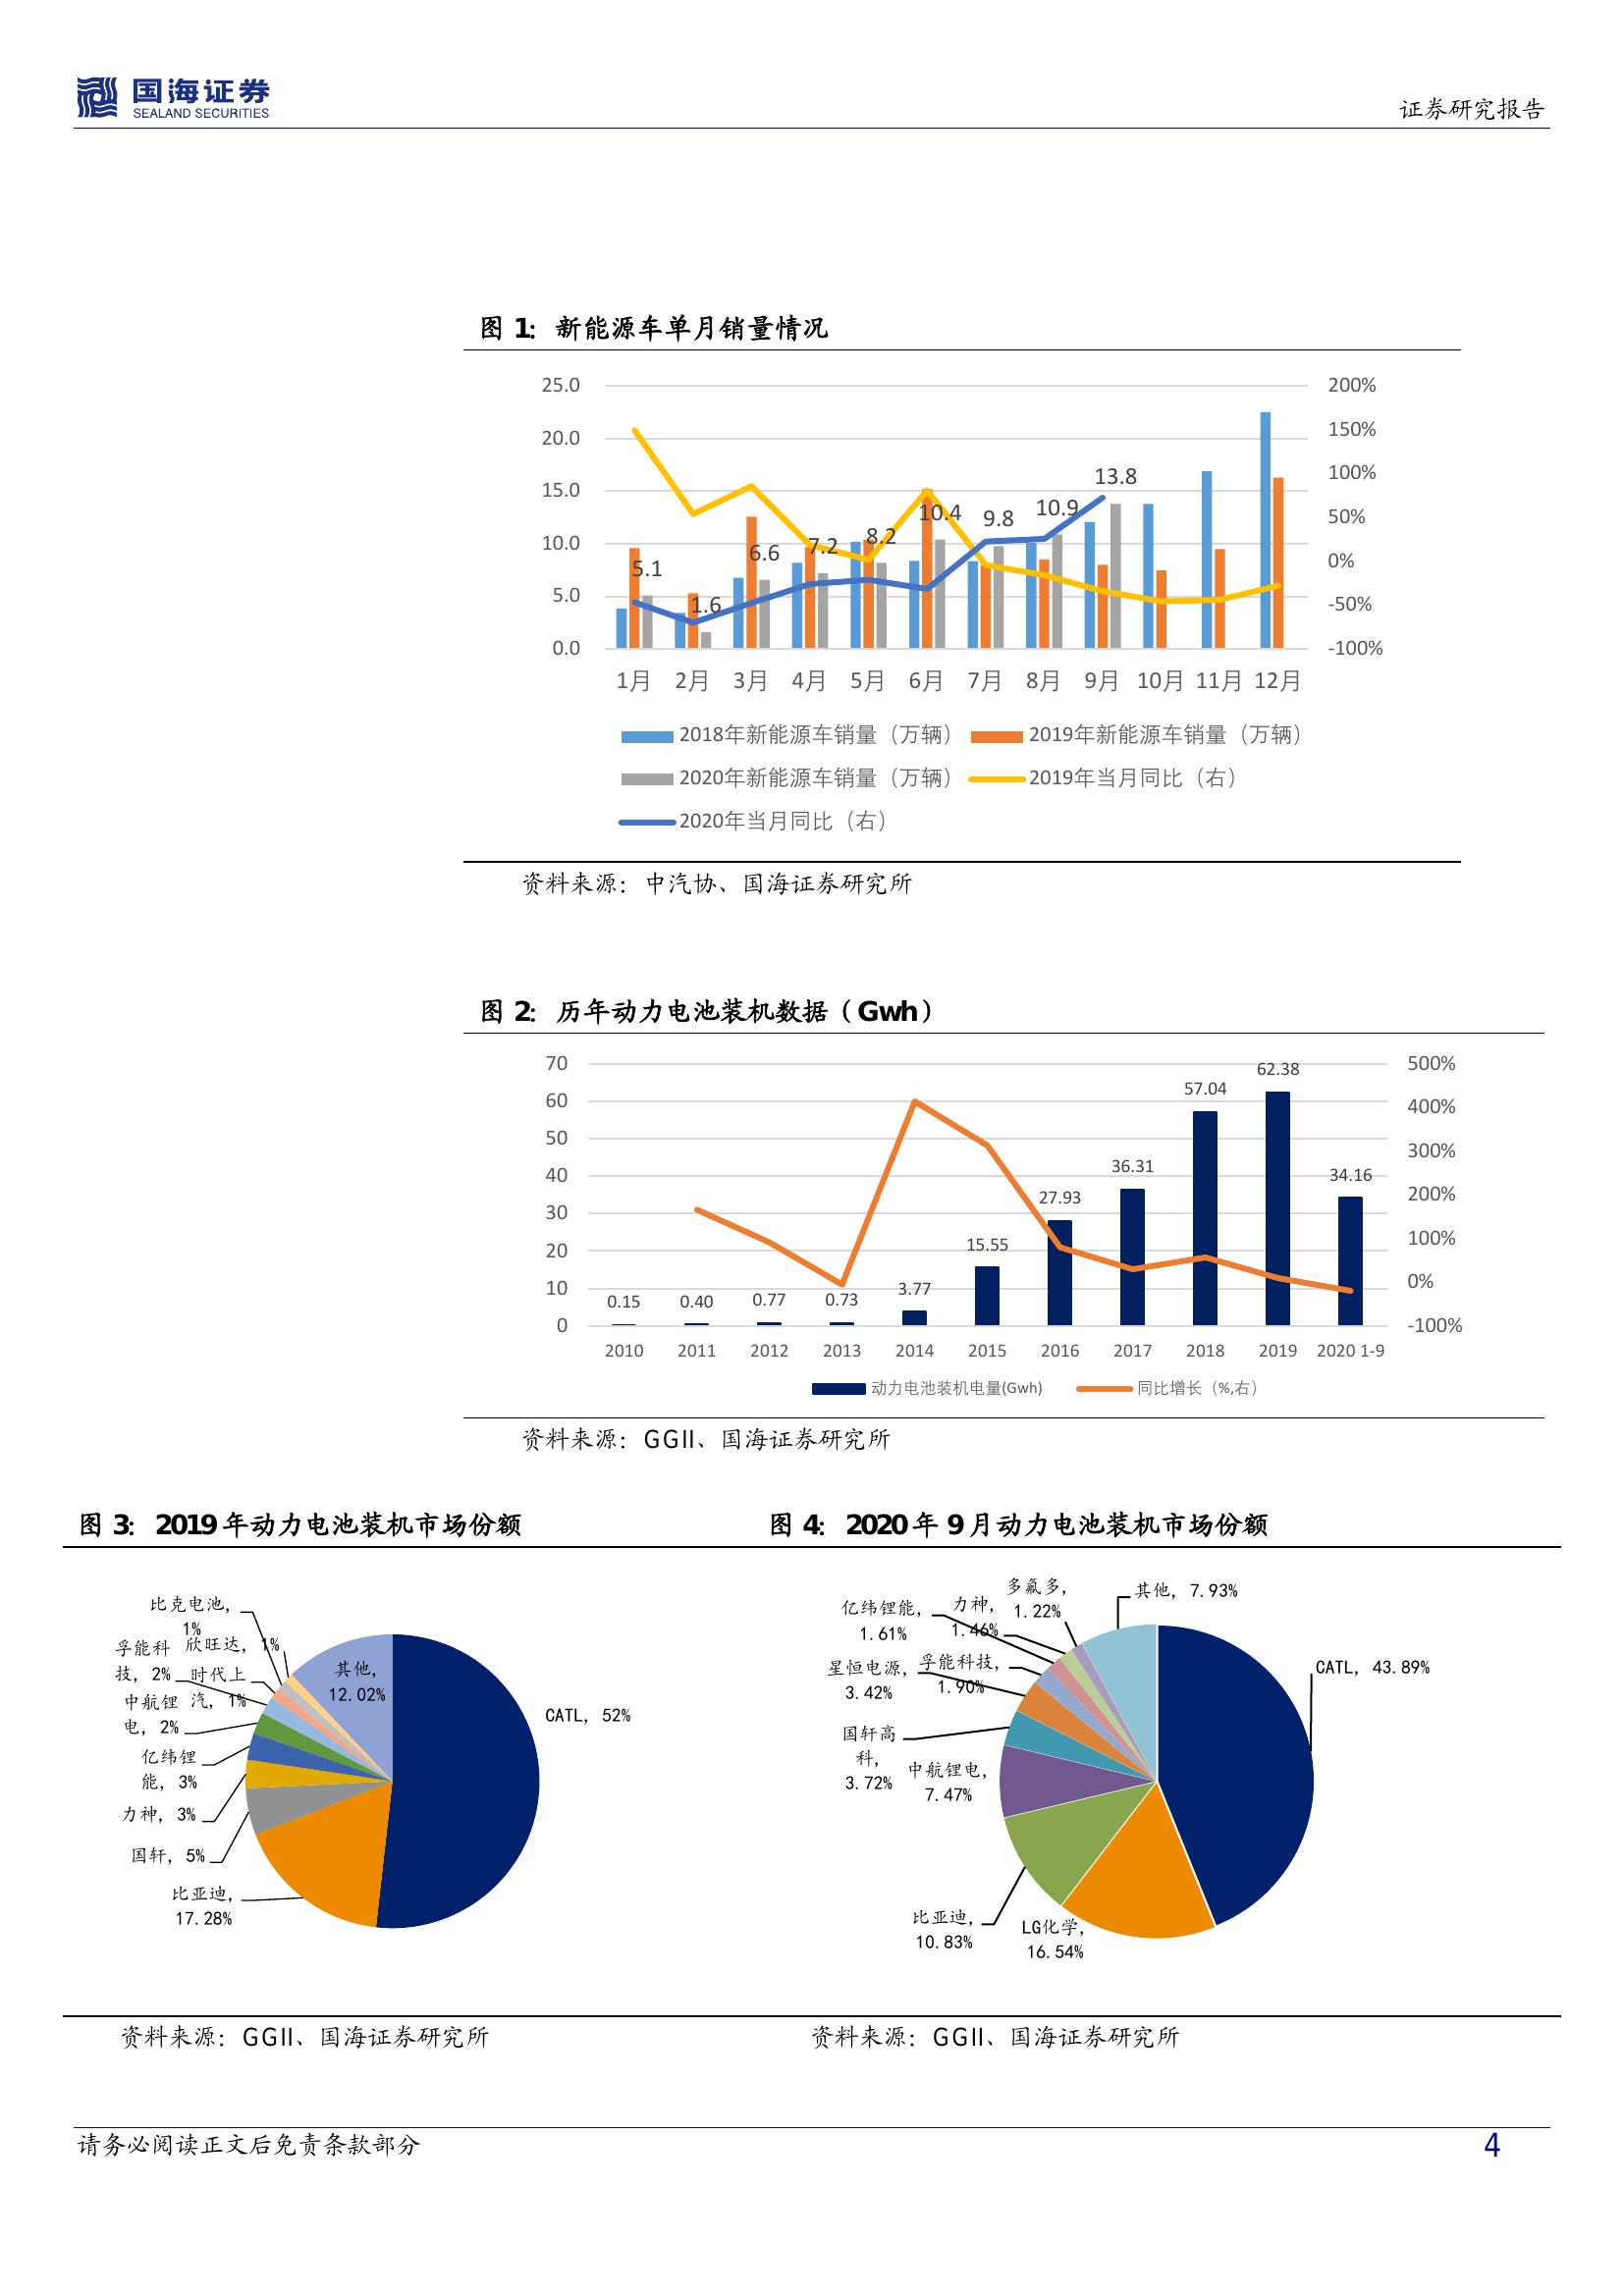 国海证券
SEALAND SECURITIES
证券研究报告
图 1: 新能源车单月销量情况
25.0
20.0
15.0
10.0
5.0
0.0
200%
150%
100%
50%
0%
-50%
-100%
5.1
1.6
6.6
7.2
8.2
10.4
9.8
10.9
13.8
1月 2月 3月 4月 5月 6月 7月 8月 9月 10月 11月 12月
2018年新能源车销量（万辆） 2019年新能源车销量（万辆）
2020年新能源车销量（万辆） 2019年当月同比（右）
2020年当月同比（右）
资料来源：中汽协、国海证券研究所
图 2: 历年动力电池装机数据（Gwh）
70
60
50
40
30
20
10
0
500%
400%
300%
200%
100%
0%
-100%
0.15
0.40
0.77
0.73
3.77
15.55
27.93
36.31
57.04
62.38
34.16
2010 2011 2012 2013 2014 2015 2016 2017 2018 2019 2020 1-9
动力电池装机电量(Gwh) 同比增长（%,右）
资料来源：GGII、国海证券研究所
图 3: 2019 年动力电池装机市场份额
CATL, 52%
比亚迪,
17.28%
国轩, 5%
力神, 3%
亿纬锂
能, 3%
中航锂
电, 2%
孚能科
技, 2%
时代上
汽, 1%
比克电池,
1%
欣旺达, 1%
其他,
12.02%
资料来源：GGII、国海证券研究所
图 4: 2020 年 9 月动力电池装机市场份额
CATL, 43.89%
LG化学,
16.54%
比亚迪,
10.83%
中航锂电,
7.47%
国轩高
科,
3.72%
星恒电源,
3.42%
孚能科技,
1.90%
亿纬锂能,
1.61%
力神,
1.46%
多氟多,
1.22%
其他, 7.93%
资料来源：GGII、国海证券研究所
请务必阅读正文后免责条款部分
4